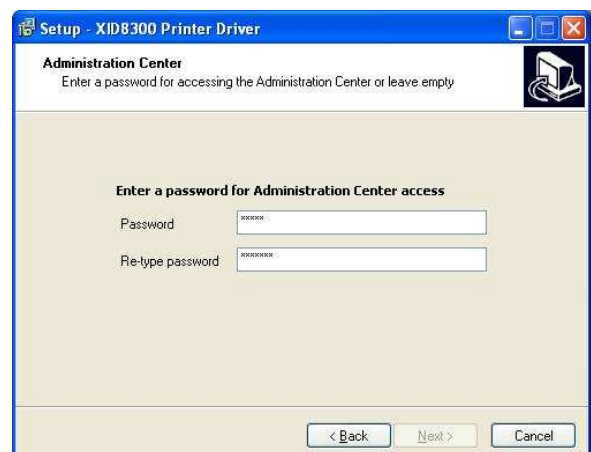 Setup - XID8300 Printer Driver
Administration Center
Enter a password for accessing the Administration Center or leave empty
Enter a password for Administration Center access
Password *****
Re-type password *******
< Back Next > Cancel